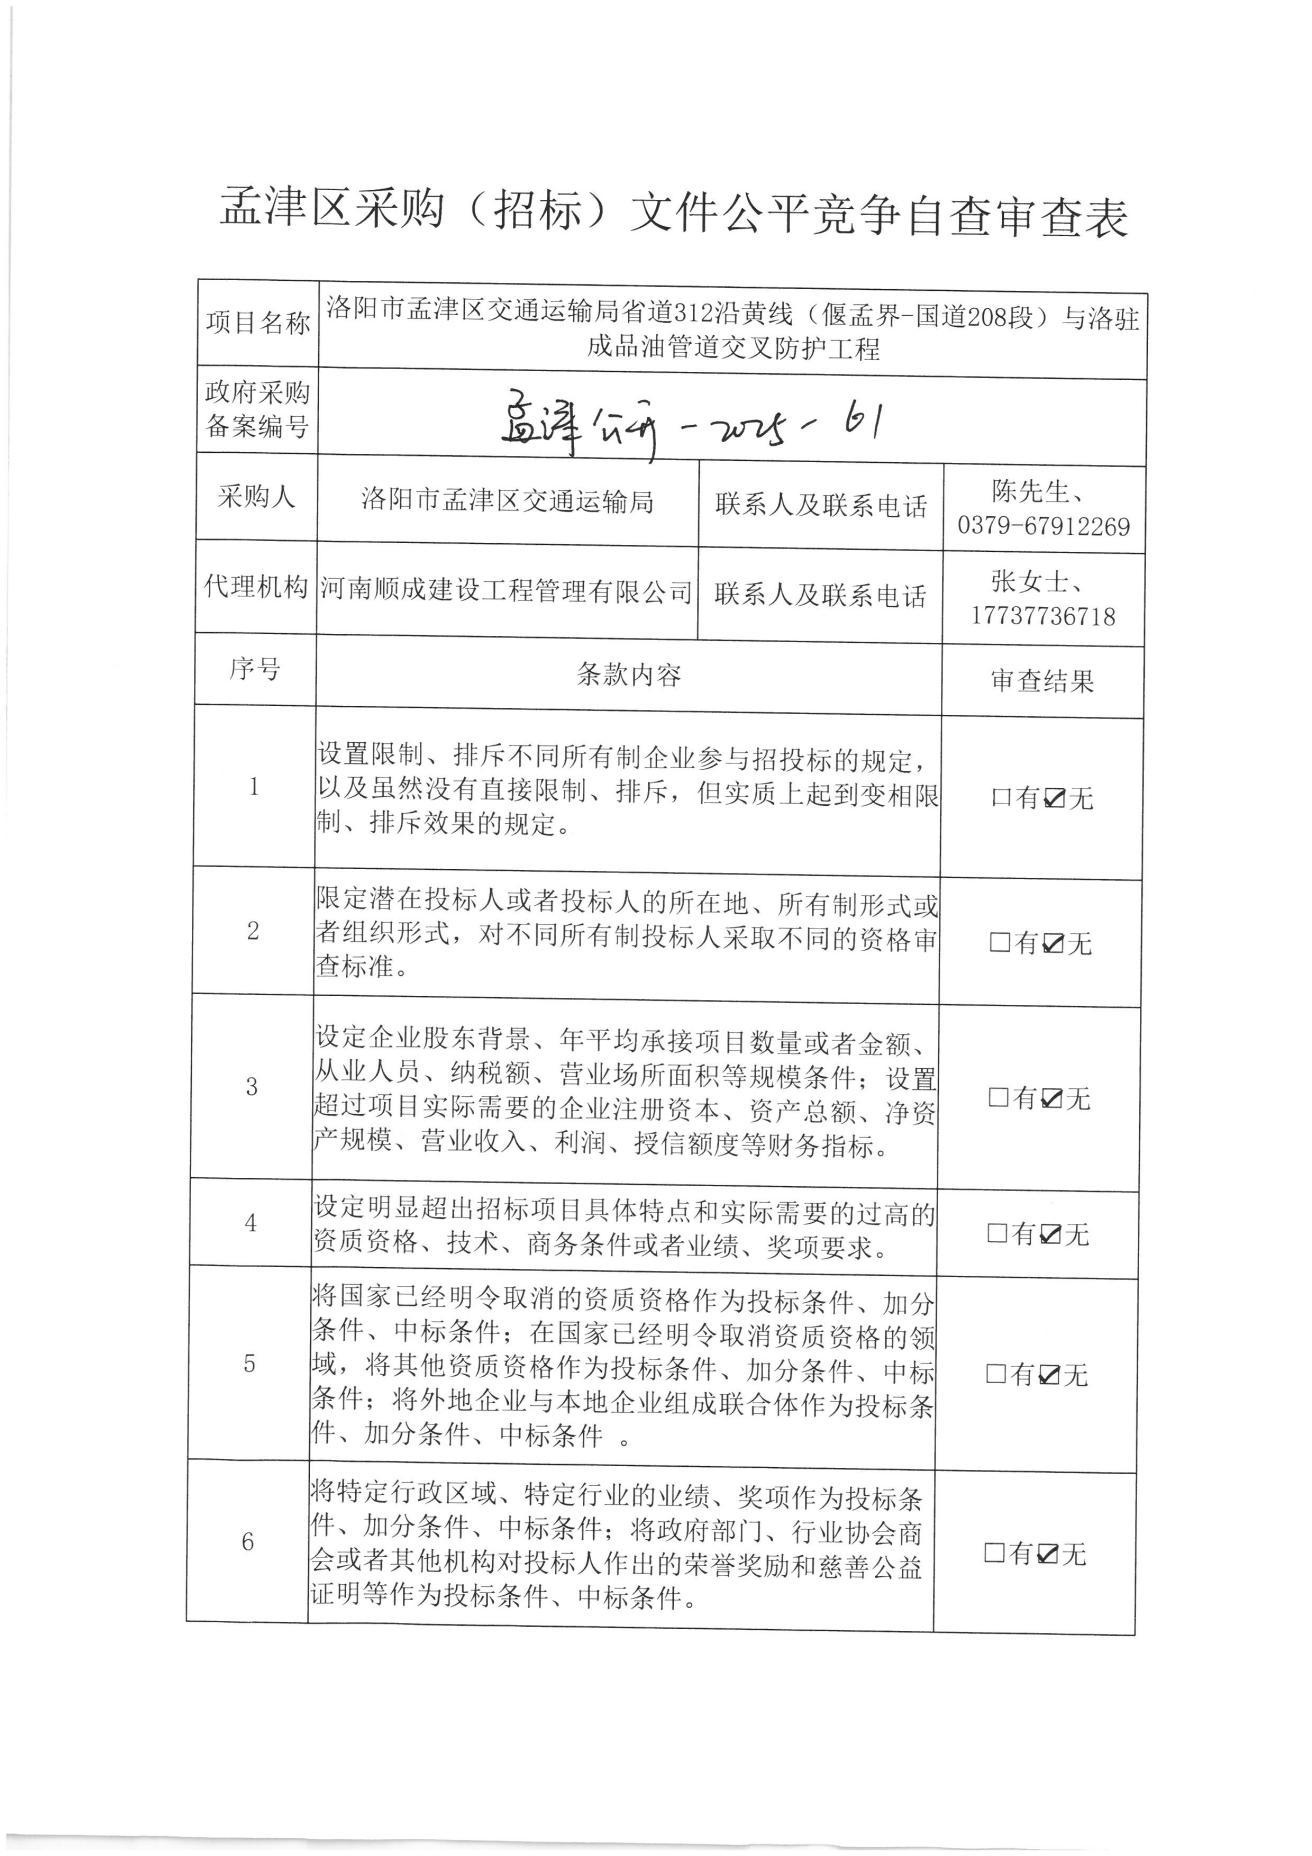 孟津区采购（招标）文件公平竞争自查审查表
项目名称
洛阳市孟津区交通运输局省道312沿黄线（偃孟界-国道208段）与洛驻
成品油管道交叉防护工程
政府采购
备案编号
孟津公开-2025-61
采购人
洛阳市孟津区交通运输局
联系人及联系电话
陈先生、
0379-67912269
代理机构
河南顺成建设工程管理有限公司
联系人及联系电话
张女士、
17737736718
序号
条款内容
审查结果
1
设置限制、排斥不同所有制企业参与招投标的规定，
以及虽然没有直接限制、排斥，但实质上起到变相限
制、排斥效果的规定。
□有☑无
2
限定潜在投标人或者投标人的所在地、所有制形式或
者组织形式，对不同所有制投标人采取不同的资格审
查标准。
□有☑无
3
设定企业股东背景、年平均承接项目数量或者金额、
从业人员、纳税额、营业场所面积等规模条件；设置
超过项目实际需要的企业注册资本、资产总额、净资
产规模、营业收入、利润、授信额度等财务指标。
□有☑无
4
设定明显超出招标项目具体特点和实际需要的过高的
资质资格、技术、商务条件或者业绩、奖项要求。
□有☑无
5
将国家已经明令取消的资质资格作为投标条件、加分
条件、中标条件；在国家已经明令取消资质资格的领
域，将其他资质资格作为投标条件、加分条件、中标
条件；将外地企业与本地企业组成联合体作为投标条
件、加分条件、中标条件 。
□有☑无
6
将特定行政区域、特定行业的业绩、奖项作为投标条
件、加分条件、中标条件；将政府部门、行业协会商
会或者其他机构对投标人作出的荣誉奖励和慈善公益
证明等作为投标条件、中标条件。
□有☑无